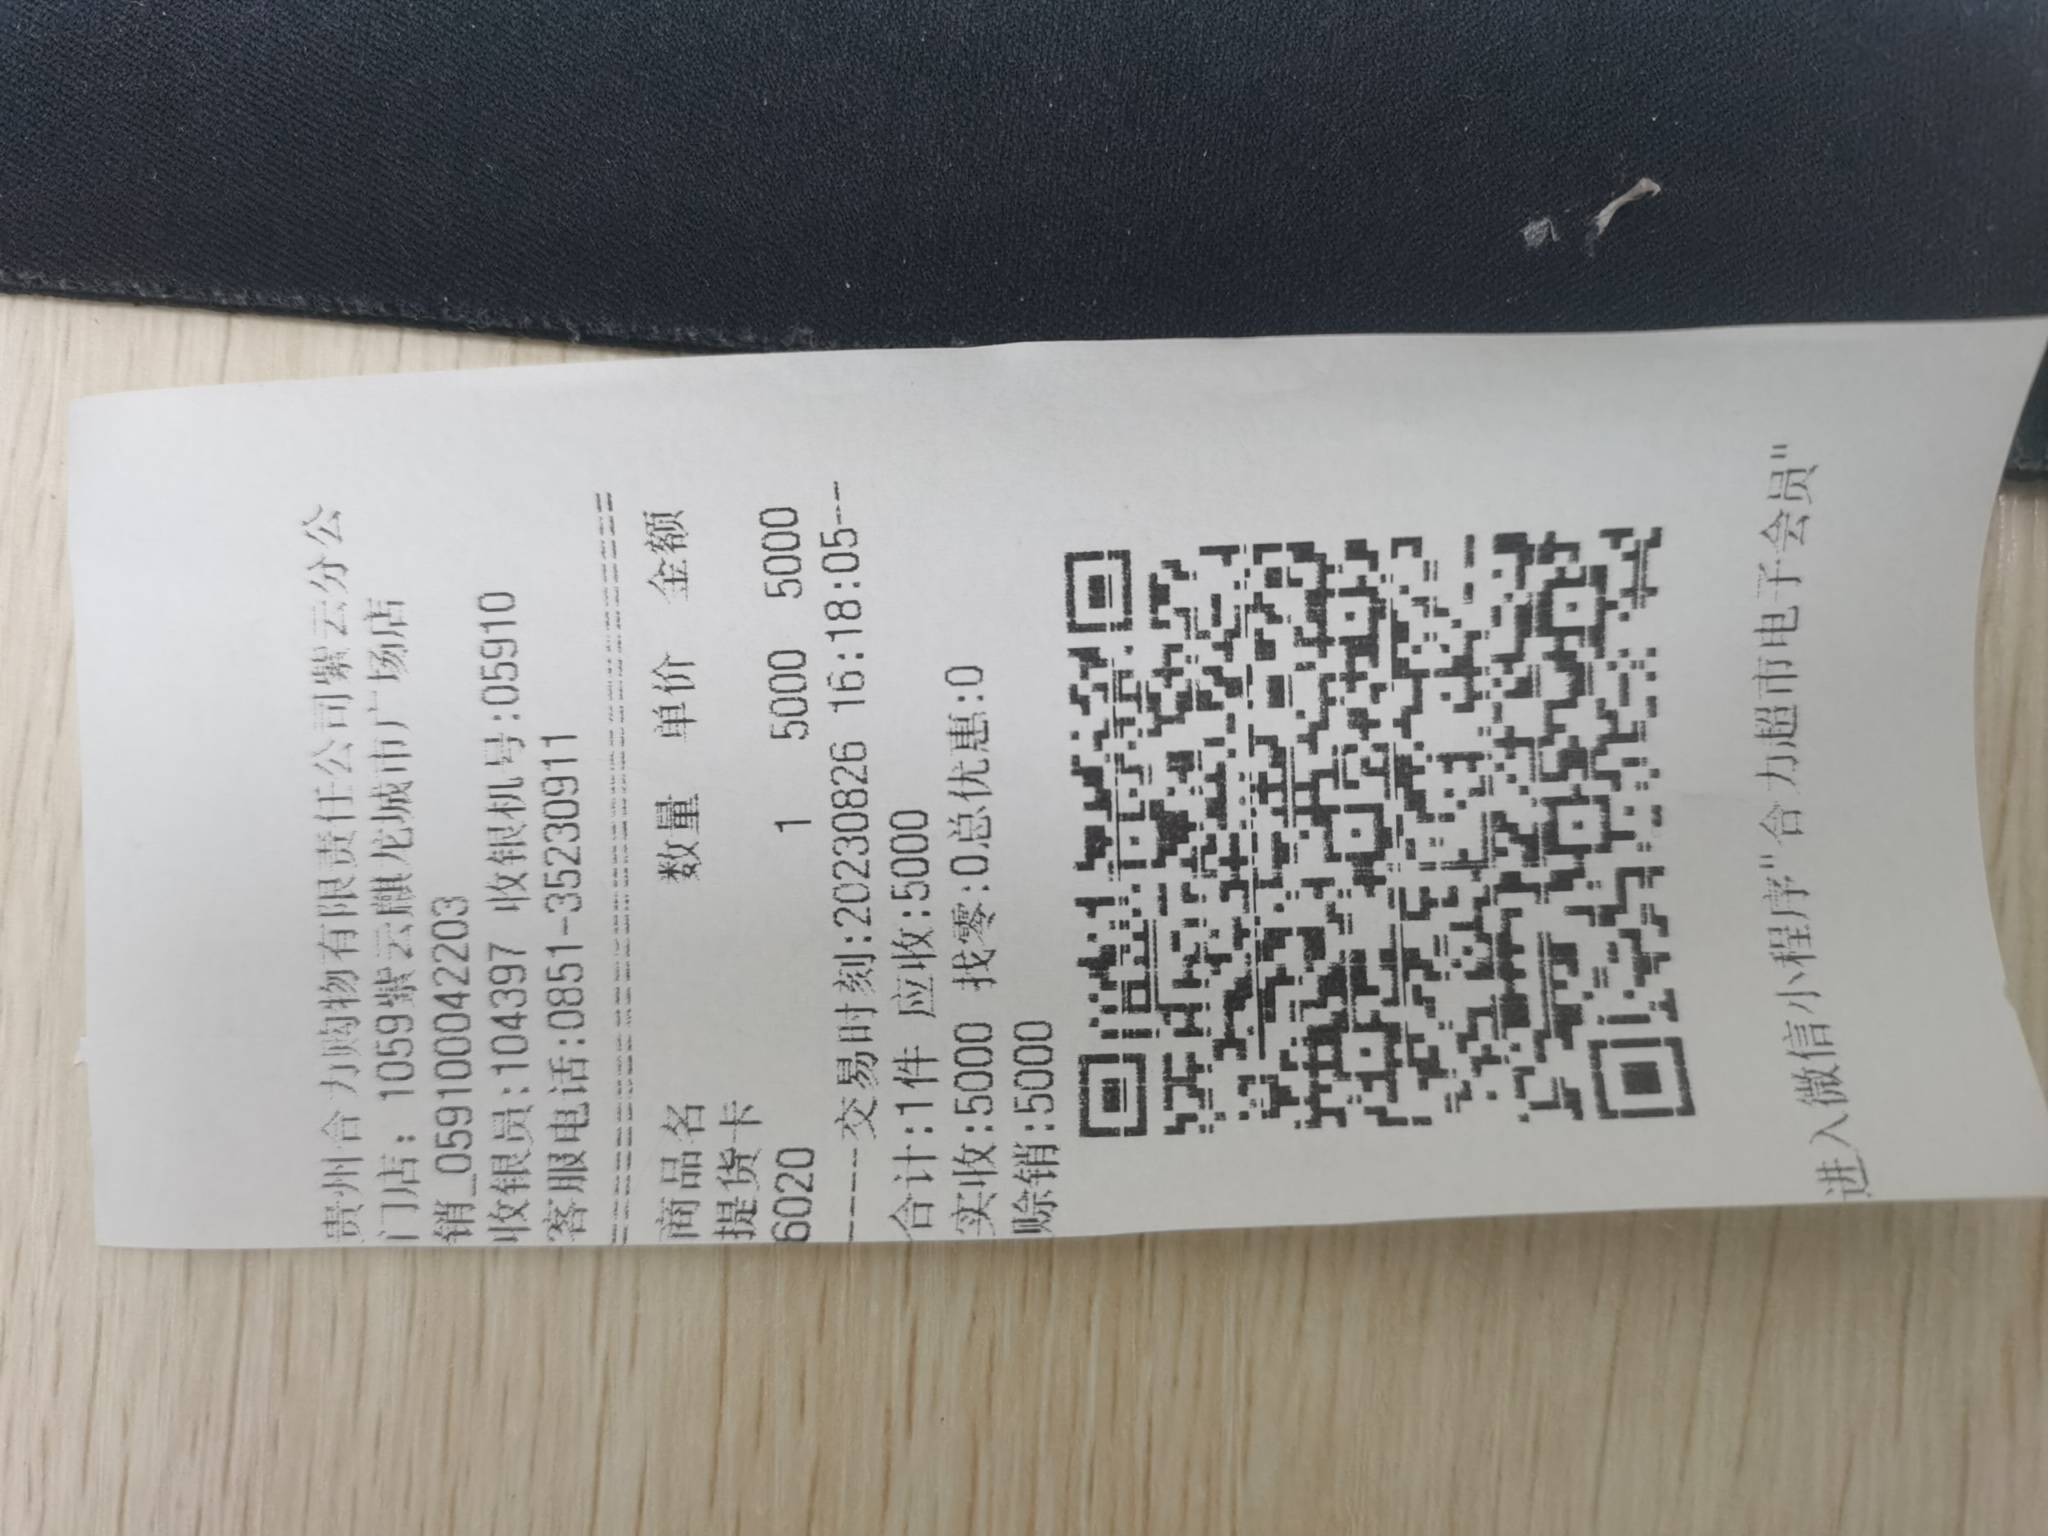 贵州合力购物有限责任公司紫云分公
门店: 1059紫云麒龙城市广场店
销_0591000042203
收银员:104397 收银机号:05910
客服电话:0851-35230911
==========================================
商品名 数量 单价 金额
提货卡
6020 1 5000 5000
-----交易时刻:20230826 16:18:05---
合计:1件 应收:5000
实收:5000 找零:0总优惠:0
赊销:5000
进入微信小程序"合力超市电子会员"